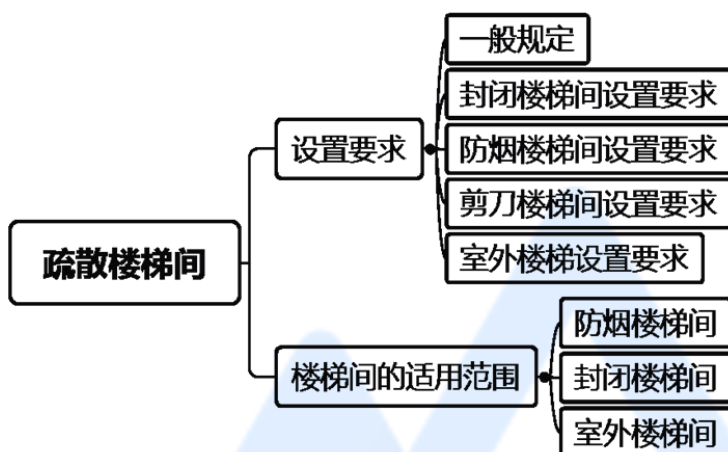 疏散楼梯间
设置要求
一般规定
封闭楼梯间设置要求
防烟楼梯间设置要求
剪刀楼梯间设置要求
室外楼梯设置要求
楼梯间的适用范围
防烟楼梯间
封闭楼梯间
室外楼梯间